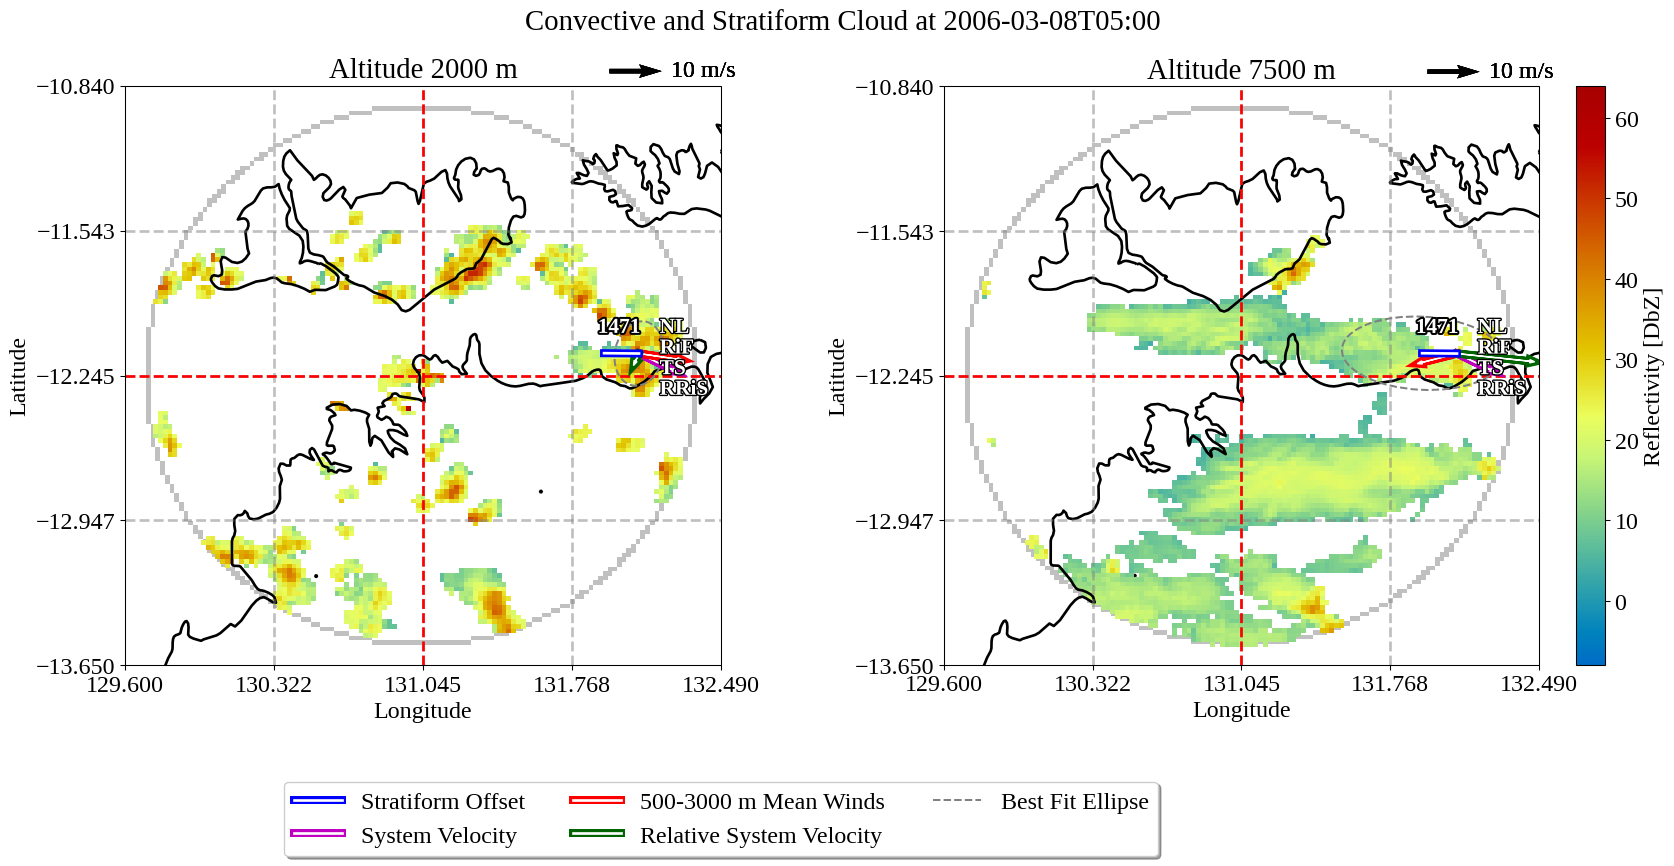 Convective and Stratiform Cloud at 2006-03-08T05:00
Altitude 2000 m
10 m/s
−10.840
−11.543
−12.245
−12.947
−13.650
129.600
130.322
131.045
131.768
132.490
Latitude
Longitude
1471
NL
RiF
TS
RRiS
Altitude 7500 m
10 m/s
−10.840
−11.543
−12.245
−12.947
−13.650
129.600
130.322
131.045
131.768
132.490
Latitude
Longitude
1471
NL
RiF
TS
RRiS
60
50
40
30
20
10
0
Reflectivity [DbZ]
Stratiform Offset
System Velocity
500-3000 m Mean Winds
Relative System Velocity
Best Fit Ellipse